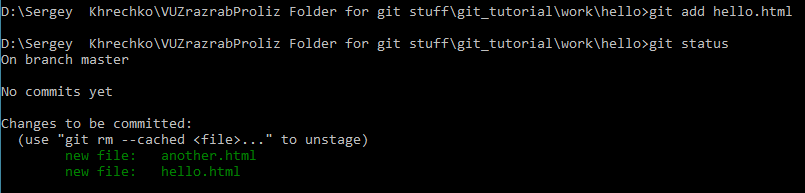 D:\Sergey  Khrechko\VUZrazrabProliz Folder for git stuff\git_tutorial\work\hello>git add hello.html
D:\Sergey  Khrechko\VUZrazrabProliz Folder for git stuff\git_tutorial\work\hello>git status
On branch master
No commits yet
Changes to be committed:
  (use "git rm --cached <file>..." to unstage)
        new file:   another.html
        new file:   hello.html